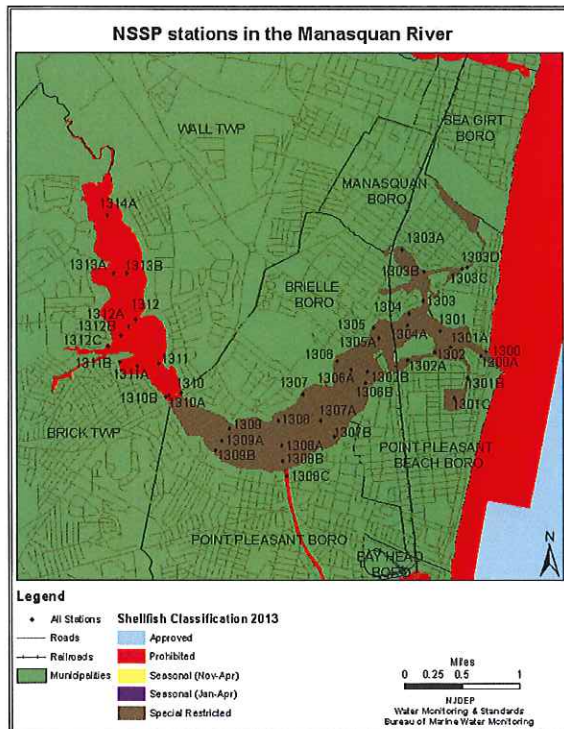 NSSP stations in the Manasquan River
SEA GIRT
BORO
WALL TWP
MANASQUAN
BORO
1314A
1303A
1313A
1313B
1303B
1303D
1303C
BRIELLE
BORO
1312A
1312
1312B
1312C
1304
1303
1305
1304A
1301
1305A
1301A
1311B
1311A
1311
1306A
1302A
1302
1300
1300A
1310B
1310
1310A
1307
1301B
1301C
1309
1308
1307A
1309A
1309B
1308A
1307B
BRICK TWP
POINT PLEASANT
BEACH BORO
POINT PLEASANT BORO
BAY HEAD
BORO
N
Legend
All Stations
Roads
Railroads
Municipalities
Shellfish Classification 2013
Approved
Prohibited
Seasonal (Nov-Apr)
Seasonal (Jan-Apr)
Special Restricted
Miles
0 0.25 0.5 1
NJDEP
Water Monitoring & Standards
Bureau of Marine Water Monitoring